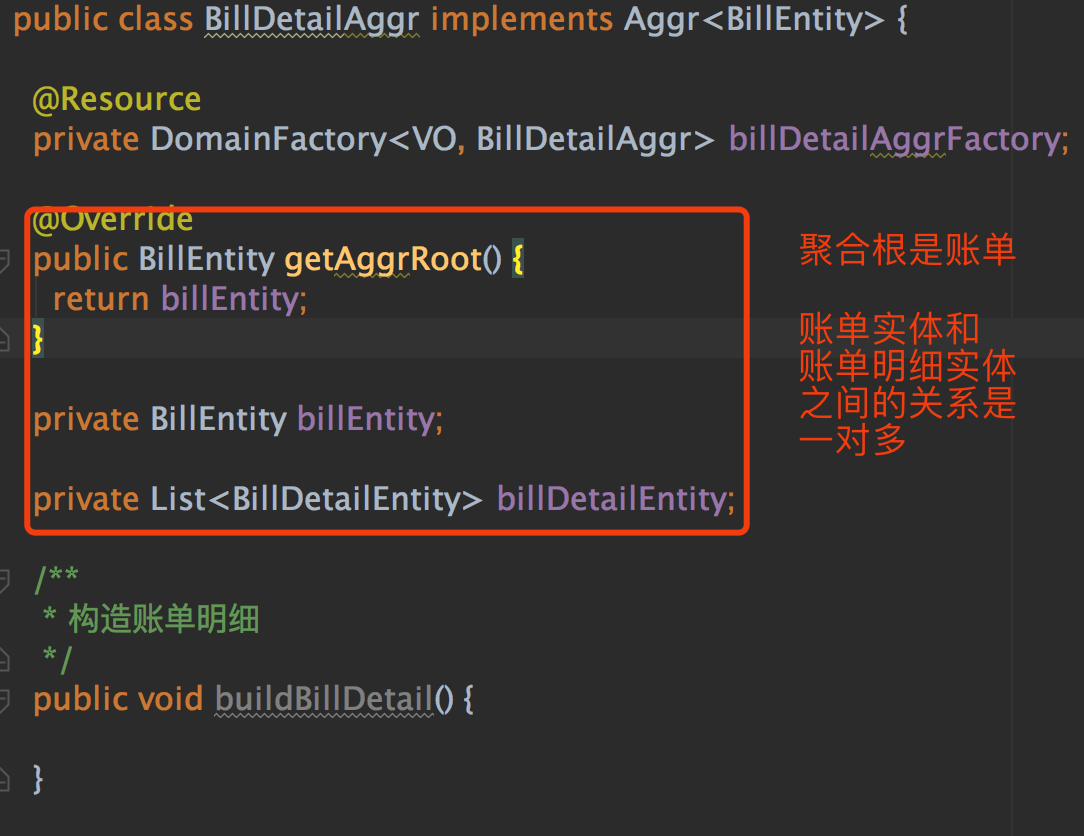 public class BillDetailAggr implements Aggr<BillEntity> {
@Resource
private DomainFactory<VO, BillDetailAggr> billDetailAggrFactory;
@Override
public BillEntity getAggrRoot() {
return billEntity;
}
private BillEntity billEntity;
private List<BillDetailEntity> billDetailEntity;
聚合根是账单
账单实体和
账单明细实体
之间的关系是
一对多
/**
* 构造账单明细
*/
public void buildBillDetail() {
}